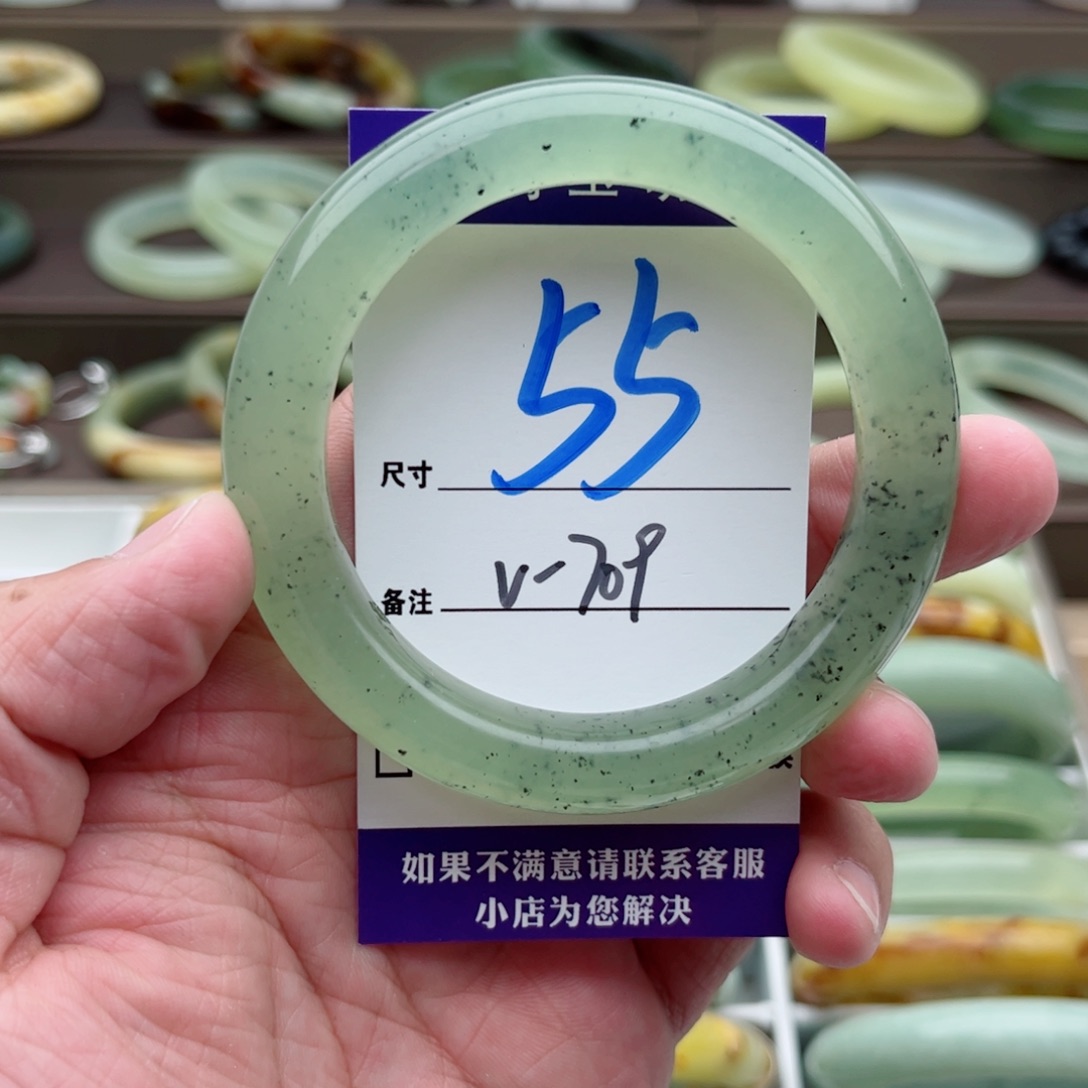 尺寸 55
备注 V-709
如果不满意请联系客服
小店为您解决